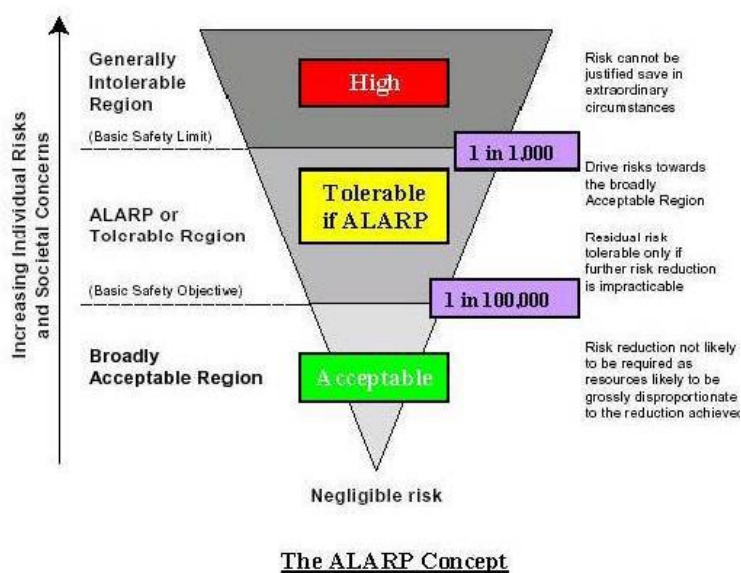 Increasing Individual Risks
and Societal Concerns
Generally
Intolerable
Region
(Basic Safety Limit)
High
Risk cannot be
justified save in
extraordinary
circumstances
1 in 1,000
ALARP or
Tolerable Region
Tolerable
if ALARP
Drive risks towards
the broadly
Acceptable Region
Residual risk
tolerable only if
further risk reduction
is impracticable
(Basic Safety Objective)
1 in 100,000
Broadly
Acceptable Region
Acceptable
Risk reduction not likely
to be required as
resources likely to be
grossly disproportionate
to the reduction achieved
Negligible risk
The ALARP Concept